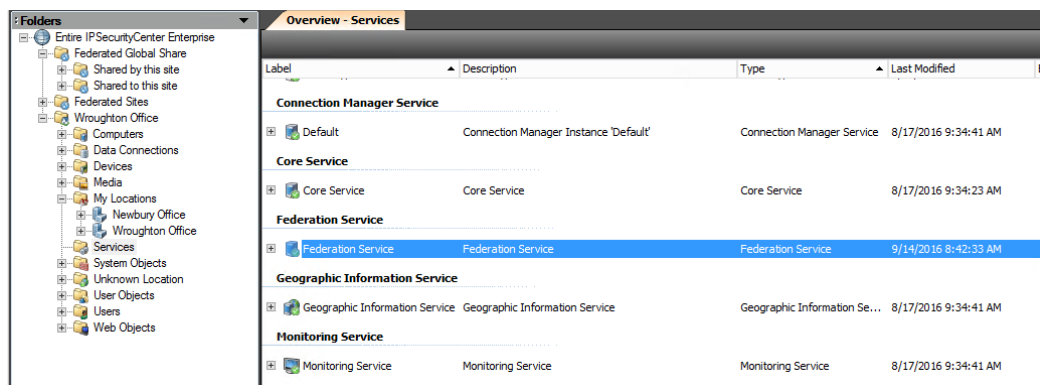 Folders
Entire IPSecurityCenter Enterprise
Federated Global Share
Shared by this site
Shared to this site
Federated Sites
Wroughton Office
Computers
Data Connections
Devices
Media
My Locations
Newbury Office
Wroughton Office
Services
System Objects
Unknown Location
User Objects
Users
Web Objects
Overview - Services
Label Description Type Last Modified
Connection Manager Service
Default Connection Manager Instance 'Default' Connection Manager Service 8/17/2016 9:34:41 AM
Core Service
Core Service Core Service Core Service 8/17/2016 9:34:23 AM
Federation Service
Federation Service Federation Service Federation Service 9/14/2016 8:42:33 AM
Geographic Information Service
Geographic Information Service Geographic Information Service Geographic Information Se... 8/17/2016 9:34:41 AM
Monitoring Service
Monitoring Service Monitoring Service Monitoring Service 8/17/2016 9:34:41 AM